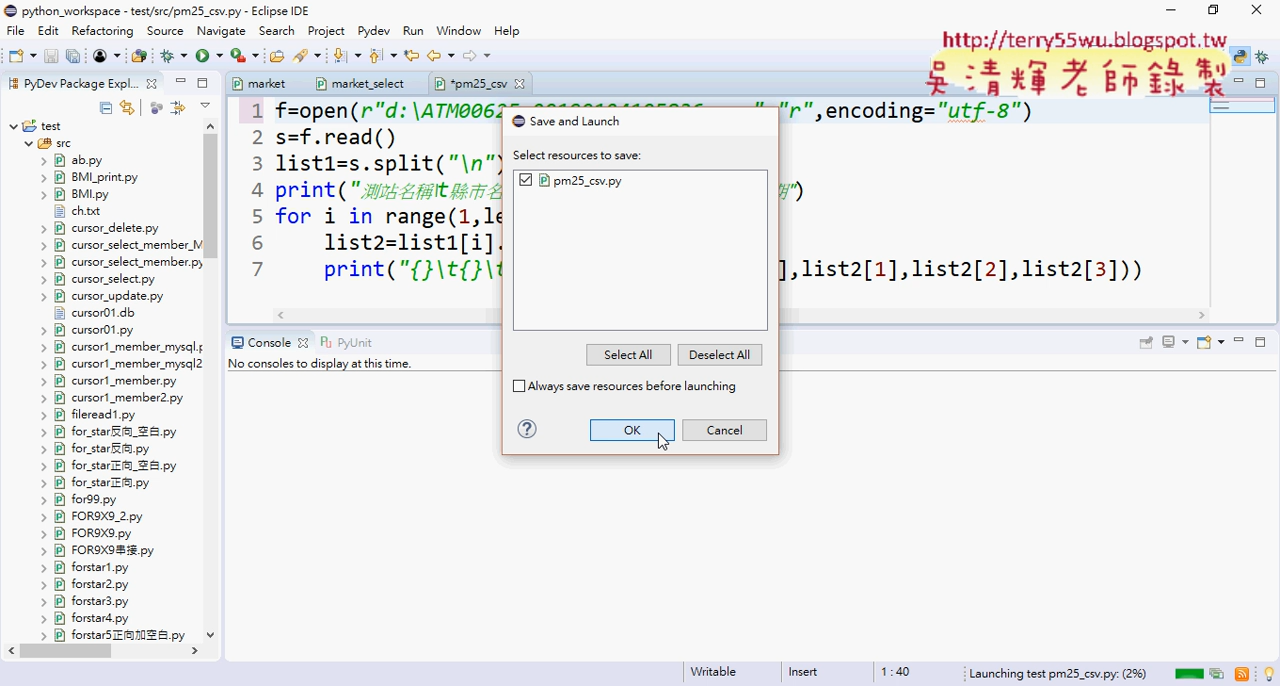 python_workspace - test/src/pm25_csv.py - Eclipse IDE
File Edit Refactoring Source Navigate Search Project Pydev Run Window Help
http://terry55wu.blogspot.tw
吳清輝老師錄製
PyDev Package Expl...
market market_select *pm25_csv
test
src
ab.py
BMI_print.py
BMI.py
ch.txt
cursor_delete.py
cursor_select_member_M
cursor_select_member.py
cursor_select.py
cursor_update.py
cursor01.db
cursor01.py
cursor1_member_mysql.p
cursor1_member_mysql2
cursor1_member.py
cursor1_member2.py
fileread1.py
for_star反向_空白.py
for_star反向.py
for_star正向_空白.py
for_star正向.py
for99.py
FOR9X9_2.py
FOR9X9.py
FOR9X9串接.py
forstar1.py
forstar2.py
forstar3.py
forstar4.py
forstar5正向加空白.py
1 f=open(r"d:\ATM00625 "r",encoding="utf-8")
2 s=f.read()
3 list1=s.split("\n")
4 print("測站名稱\t縣市名 期")
5 for i in range(1,le
6 list2=list1[i].
7 print("{}\t{}\t ],list2[1],list2[2],list2[3]))
Save and Launch
Select resources to save:
pm25_csv.py
Select All Deselect All
Always save resources before launching
OK Cancel
Console PyUnit
No consoles to display at this time.
Writable Insert 1 : 40 Launching test pm25_csv.py: (2%)